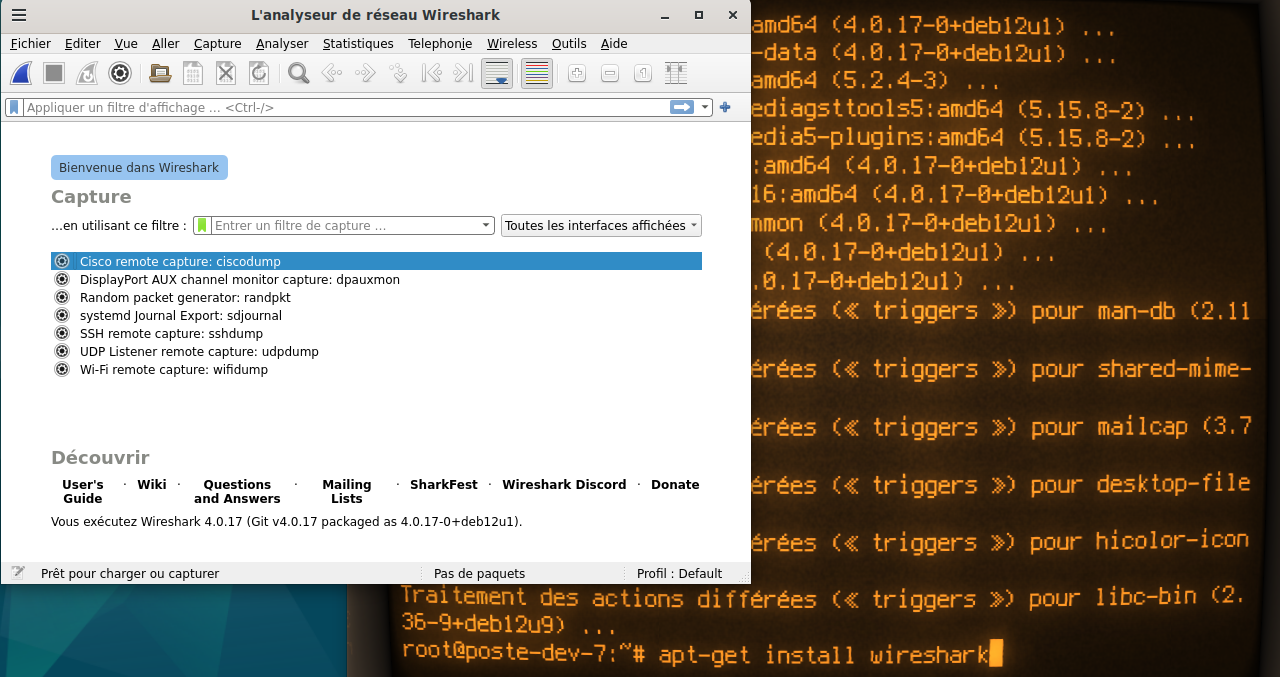 L'analyseur de réseau Wireshark
Fichier Editer Vue Aller Capture Analyser Statistiques Telephonie Wireless Outils Aide
Appliquer un filtre d'affichage … <Ctrl-/>
Bienvenue dans Wireshark
Capture
…en utilisant ce filtre : Entrer un filtre de capture … Toutes les interfaces affichées
Cisco remote capture: ciscodump
DisplayPort AUX channel monitor capture: dpauxmon
Random packet generator: randpkt
systemd Journal Export: sdjournal
SSH remote capture: sshdump
UDP Listener remote capture: udpdump
Wi-Fi remote capture: wifidump
Découvrir
User's Guide · Wiki · Questions and Answers · Mailing Lists · SharkFest · Wireshark Discord · Donate
Vous exécutez Wireshark 4.0.17 (Git v4.0.17 packaged as 4.0.17-0+deb12u1).
Prêt pour charger ou capturer Pas de paquets Profil : Default
amd64 (4.0.17-0+deb12u1) ...
-data (4.0.17-0+deb12u1) ...
amd64 (5.2.4-3) ...
ediagsttools5:amd64 (5.15.8-2) ...
edia5-plugins:amd64 (5.15.8-2) ...
:amd64 (4.0.17-0+deb12u1) ...
16:amd64 (4.0.17-0+deb12u1) ...
mmon (4.0.17-0+deb12u1) ...
(4.0.17-0+deb12u1) ...
.0.17-0+deb12u1) ...
érées (« triggers ») pour man-db (2.11
érées (« triggers ») pour shared-mime-
érées (« triggers ») pour mailcap (3.7
érées (« triggers ») pour desktop-file
érées (« triggers ») pour hicolor-icon
Traitement des actions différées (« triggers ») pour libc-bin (2.
36-9+deb12u9) ...
root@poste-dev-7:~# apt-get install wireshark